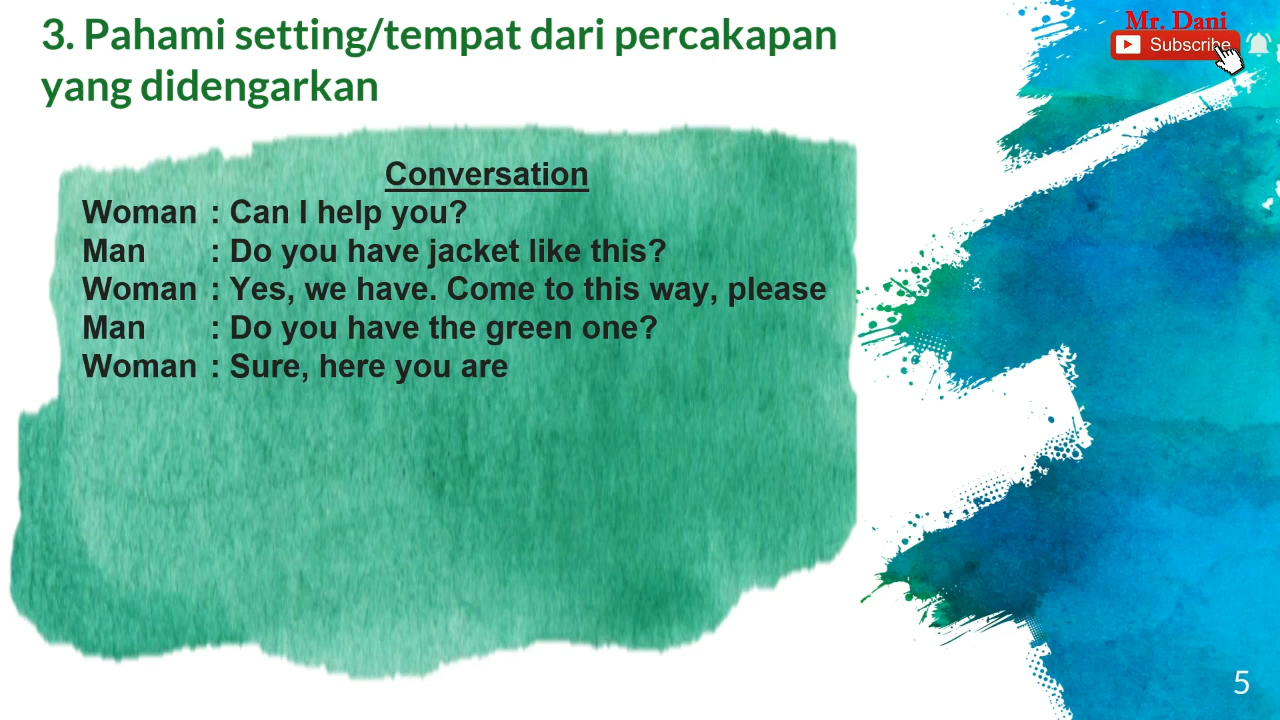 3. Pahami setting/tempat dari percakapan
yang didengarkan
Mr. Dani
Subscribe
Conversation
Woman : Can I help you?
Man : Do you have jacket like this?
Woman : Yes, we have. Come to this way, please
Man : Do you have the green one?
Woman : Sure, here you are
5